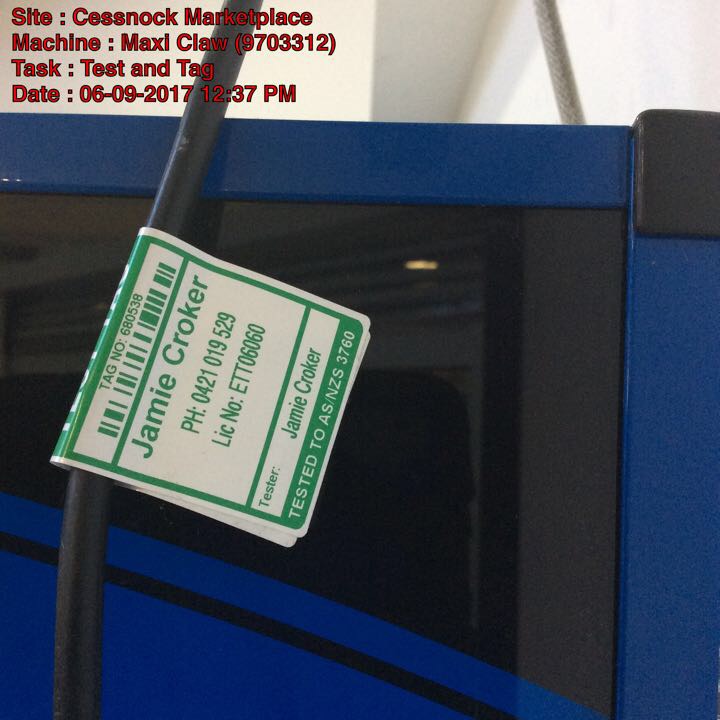 Site : Cessnock Marketplace
Machine : Maxi Claw (9703312)
Task : Test and Tag
Date : 06-09-2017 12:37 PM
TAG NO: 680538
Jamie Croker
PH: 0421 019 529
Lic No: ETT06060
Tester: Jamie Croker
TESTED TO AS/NZS 3760